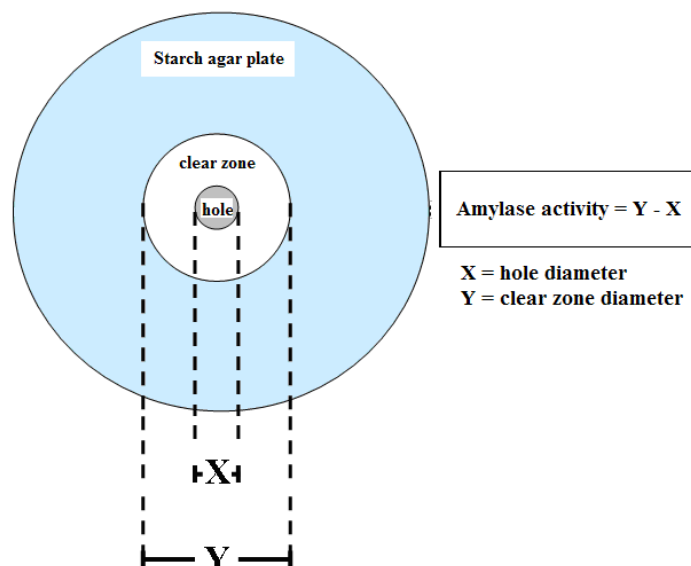 Starch agar plate
clear zone
hole
Amylase activity = Y - X
X = hole diameter
Y = clear zone diameter
X
Y